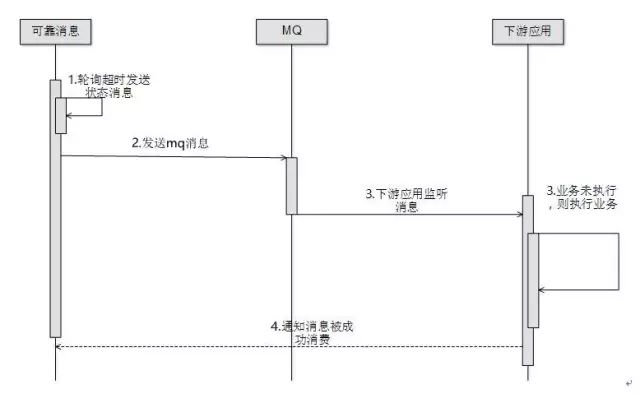 可靠消息
MQ
下游应用
1.轮询超时发送
状态消息
2.发送mq消息
3.下游应用监听
消息
3.业务未执行
，则执行业务
4.通知消息被成
功消费